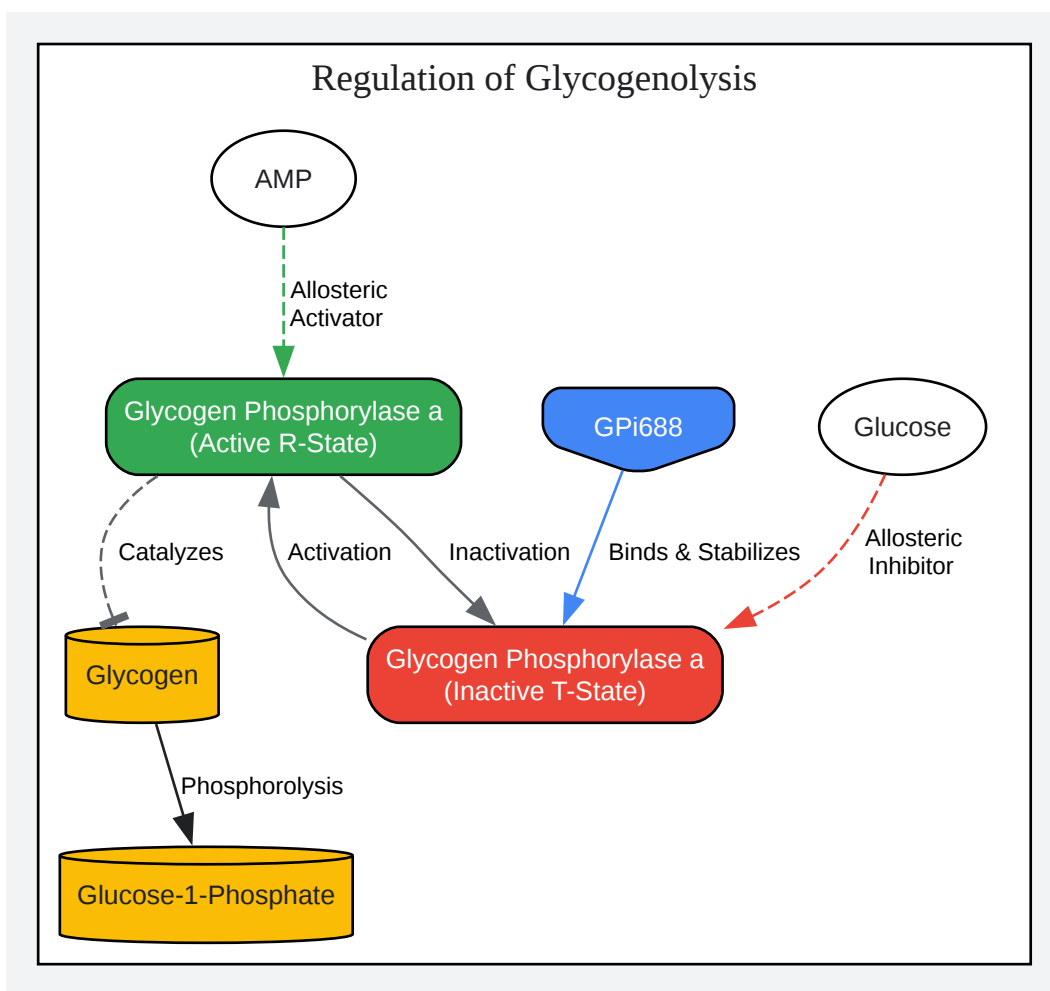 Regulation of Glycogenolysis
AMP
Allosteric
Activator
Glycogen Phosphorylase a
(Active R-State)
GPi688
Glucose
Catalyzes
Activation
Inactivation
Binds & Stabilizes
Allosteric
Inhibitor
Glycogen
Glycogen Phosphorylase a
(Inactive T-State)
Phosphorolysis
Glucose-1-Phosphate